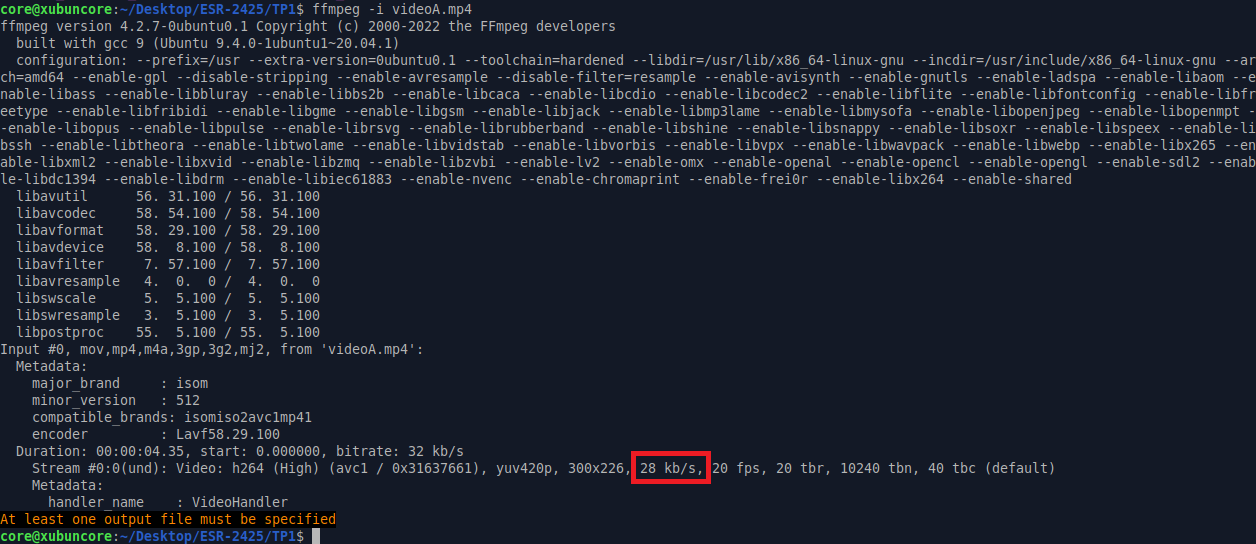 core@xubuncore:~/Desktop/ESR-2425/TP1$ ffmpeg -i videoA.mp4
ffmpeg version 4.2.7-0ubuntu0.1 Copyright (c) 2000-2022 the FFmpeg developers
  built with gcc 9 (Ubuntu 9.4.0-1ubuntu1~20.04.1)
  configuration: --prefix=/usr --extra-version=0ubuntu0.1 --toolchain=hardened --libdir=/usr/lib/x86_64-linux-gnu --incdir=/usr/include/x86_64-linux-gnu --ar
ch=amd64 --enable-gpl --disable-stripping --enable-avresample --disable-filter=resample --enable-avisynth --enable-gnutls --enable-ladspa --enable-libaom --e
nable-libass --enable-libbluray --enable-libbs2b --enable-libcaca --enable-libcdio --enable-libcodec2 --enable-libflite --enable-libfontconfig --enable-libfr
eetype --enable-libfribidi --enable-libgme --enable-libgsm --enable-libjack --enable-libmp3lame --enable-libmysofa --enable-libopenjpeg --enable-libopenmpt -
-enable-libopus --enable-libpulse --enable-librsvg --enable-librubberband --enable-libshine --enable-libsnappy --enable-libsoxr --enable-libspeex --enable-li
bssh --enable-libtheora --enable-libtwolame --enable-libvidstab --enable-libvorbis --enable-libvpx --enable-libwavpack --enable-libwebp --enable-libx265 --en
able-libxml2 --enable-libxvid --enable-libzmq --enable-libzvbi --enable-lv2 --enable-omx --enable-openal --enable-opencl --enable-opengl --enable-sdl2 --enab
le-libdc1394 --enable-libdrm --enable-libiec61883 --enable-nvenc --enable-chromaprint --enable-frei0r --enable-libx264 --enable-shared
  libavutil      56. 31.100 / 56. 31.100
  libavcodec     58. 54.100 / 58. 54.100
  libavformat    58. 29.100 / 58. 29.100
  libavdevice    58.  8.100 / 58.  8.100
  libavfilter     7. 57.100 /  7. 57.100
  libavresample   4.  0.  0 /  4.  0.  0
  libswscale      5.  5.100 /  5.  5.100
  libswresample   3.  5.100 /  3.  5.100
  libpostproc    55.  5.100 / 55.  5.100
Input #0, mov,mp4,m4a,3gp,3g2,mj2, from 'videoA.mp4':
  Metadata:
    major_brand     : isom
    minor_version   : 512
    compatible_brands: isomiso2avc1mp41
    encoder         : Lavf58.29.100
  Duration: 00:00:04.35, start: 0.000000, bitrate: 32 kb/s
    Stream #0:0(und): Video: h264 (High) (avc1 / 0x31637661), yuv420p, 300x226, 28 kb/s, 20 fps, 20 tbr, 10240 tbn, 40 tbc (default)
    Metadata:
      handler_name    : VideoHandler
At least one output file must be specified
core@xubuncore:~/Desktop/ESR-2425/TP1$